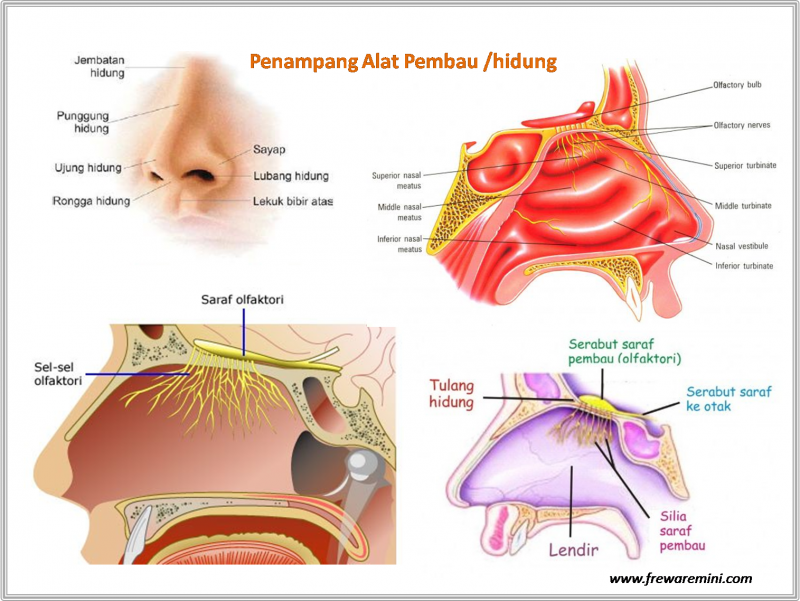 Penampang Alat Pembau /hidung
Jembatan
hidung
Punggung
hidung
Ujung hidung
Rongga hidung
Sayap
Lubang hidung
Lekuk bibir atas
Olfactory bulb
Olfactory nerves
Superior turbinate
Middle turbinate
Nasal vestibule
Inferior turbinate
Superior nasal
meatus
Middle nasal
meatus
Inferior nasal
meatus
Saraf olfaktori
Sel-sel
olfaktori
Serabut saraf
pembau (olfaktori)
Tulang
hidung
Serabut saraf
ke otak
Silia
saraf
pembau
Lendir
www.frewaremini.com